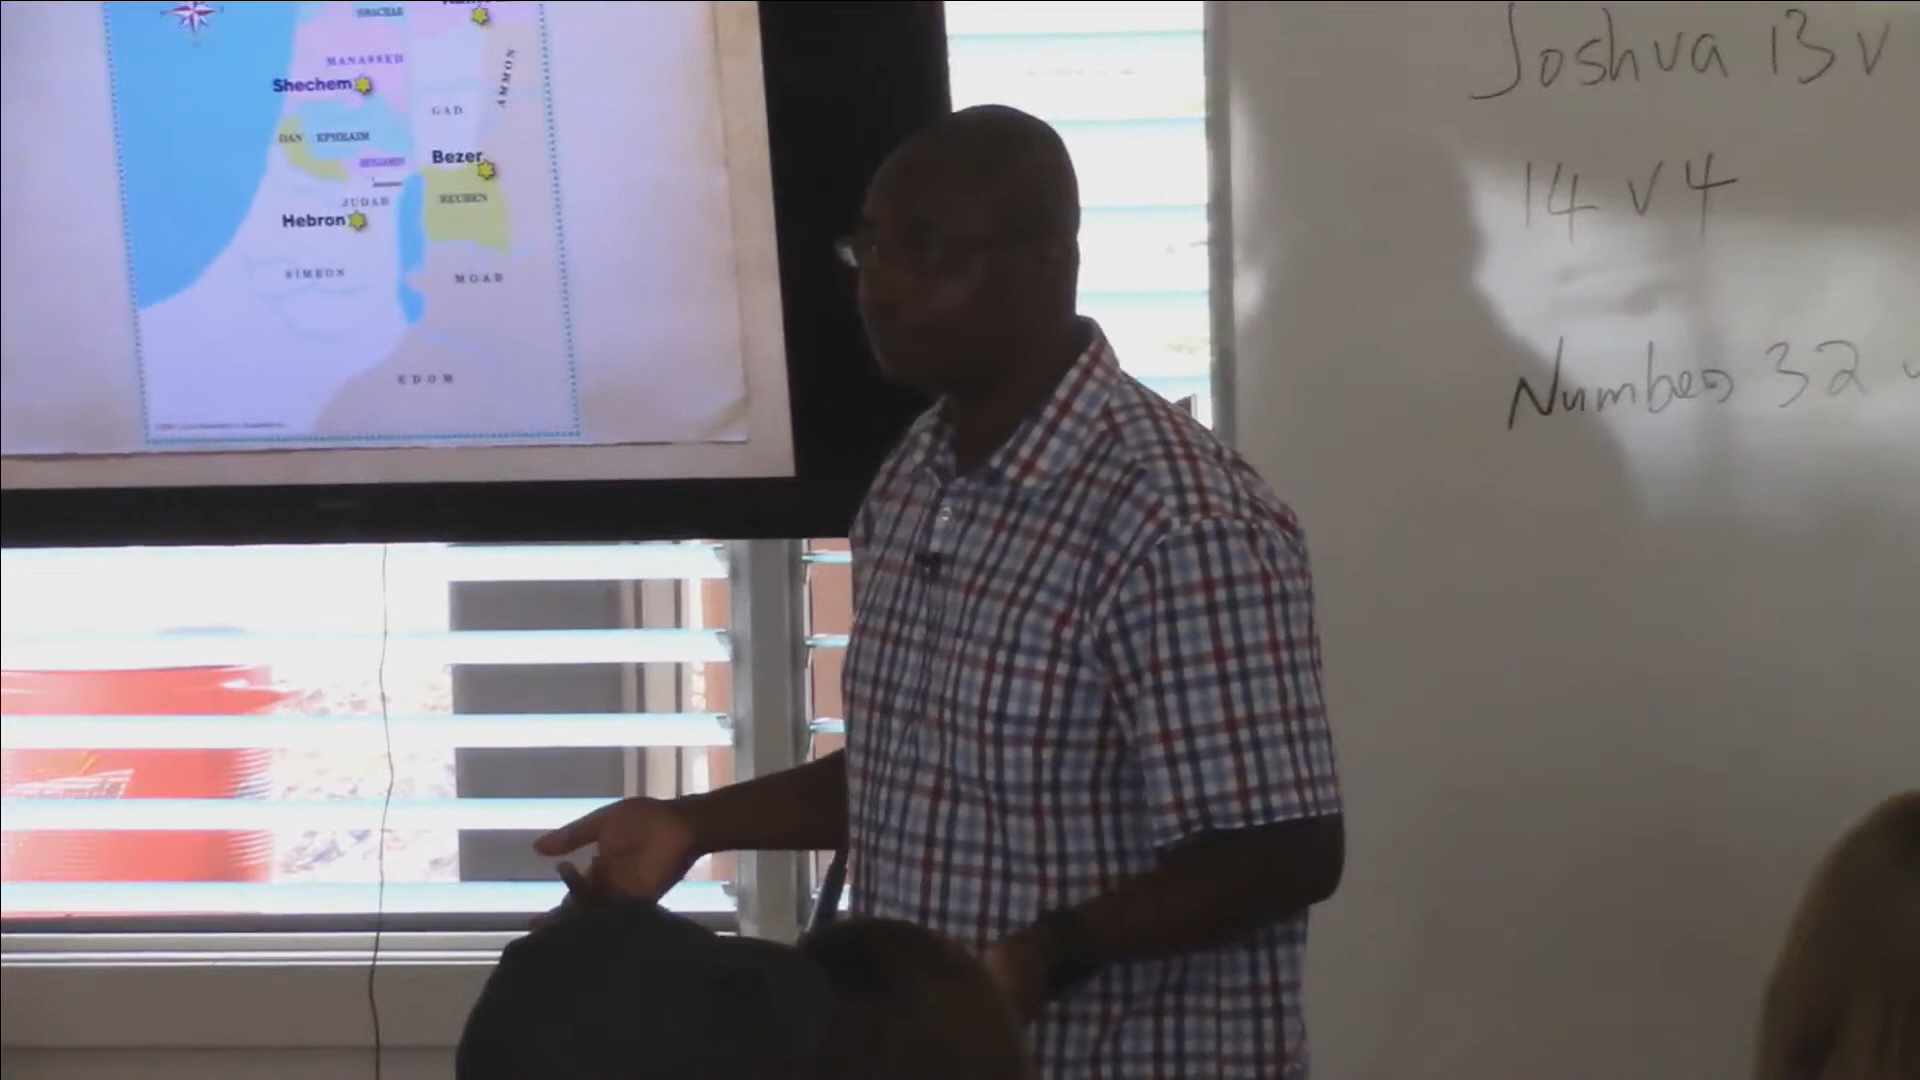 MANASSEH
Shechem
AMMON
GAD
DAN
EPHRAIM
BENJAMIN
Bezer
JUDAH
REUBEN
Hebron
SIMEON
MOAB
EDOM
Joshua 13 v
14 v 4
Numbers 32 v